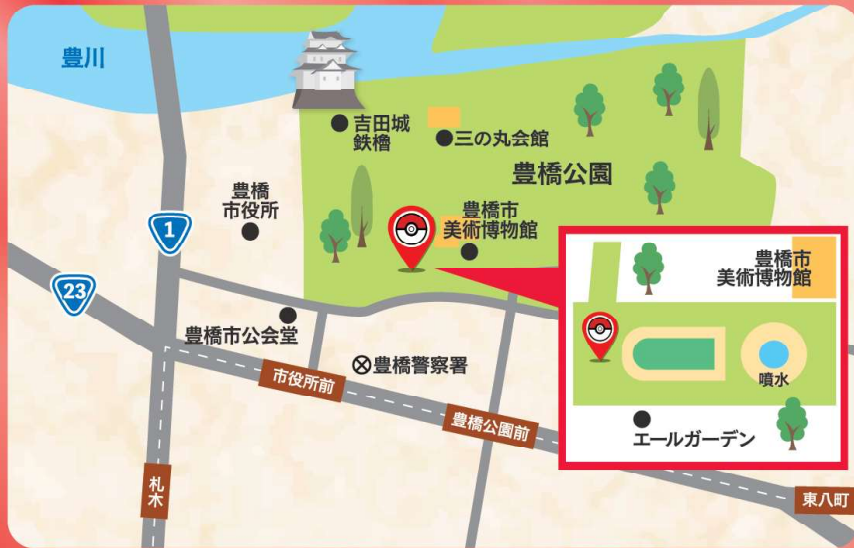 豊川
吉田城
鉄櫓
三の丸会館
豊橋公園
豊橋
市役所
豊橋市
美術博物館
1
23
豊橋市公会堂
豊橋警察署
市役所前
豊橋公園前
札木
東八町
豊橋市
美術博物館
噴水
エールガーデン